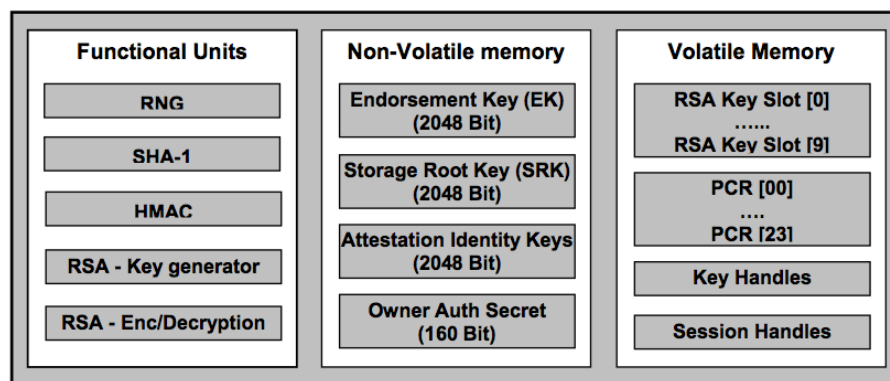 Functional Units
RNG
SHA-1
HMAC
RSA - Key generator
RSA - Enc/Decryption
Non-Volatile memory
Endorsement Key (EK)
(2048 Bit)
Storage Root Key (SRK)
(2048 Bit)
Attestation Identity Keys
(2048 Bit)
Owner Auth Secret
(160 Bit)
Volatile Memory
RSA Key Slot [0]
…...
RSA Key Slot [9]
PCR [00]
….
PCR [23]
Key Handles
Session Handles